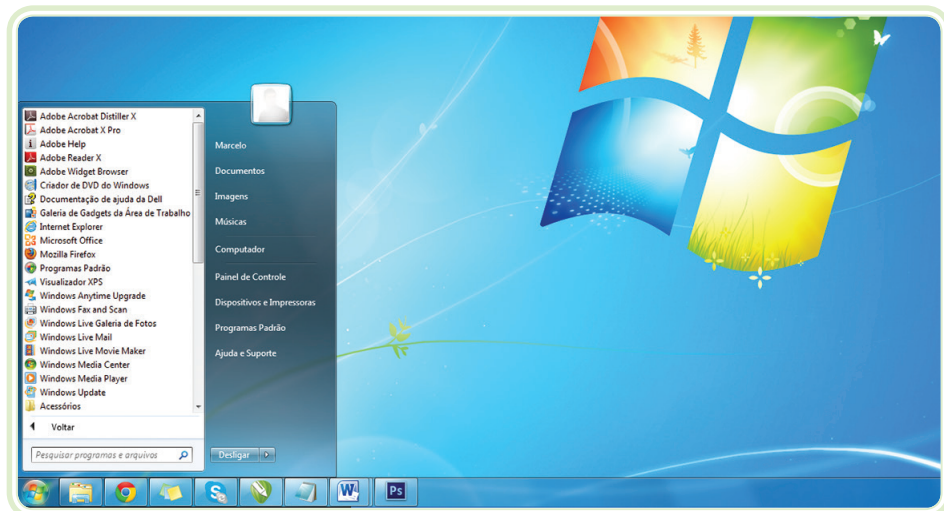 Adobe Acrobat Distiller X
Adobe Acrobat X Pro
Adobe Help
Adobe Reader X
Adobe Widget Browser
Criador de DVD do Windows
Documentação de ajuda da Dell
Galeria de Gadgets da Área de Trabalho
Internet Explorer
Microsoft Office
Mozilla Firefox
Programas Padrão
Visualizador XPS
Windows Anytime Upgrade
Windows Fax and Scan
Windows Live Galeria de Fotos
Windows Live Mail
Windows Live Movie Maker
Windows Media Center
Windows Media Player
Windows Update
Acessórios
Voltar
Pesquisar programas e arquivos
Marcelo
Documentos
Imagens
Músicas
Computador
Painel de Controle
Dispositivos e Impressoras
Programas Padrão
Ajuda e Suporte
Desligar
S
W
Ps